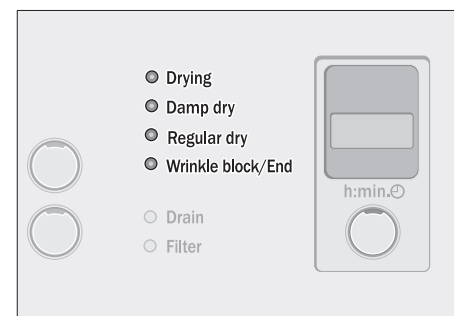 Drying
Damp dry
Regular dry
Wrinkle block/End
h:min.
Drain
Filter